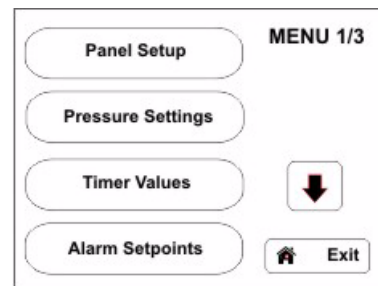 Panel Setup
MENU 1/3
Pressure Settings
Timer Values
Alarm Setpoints
Exit